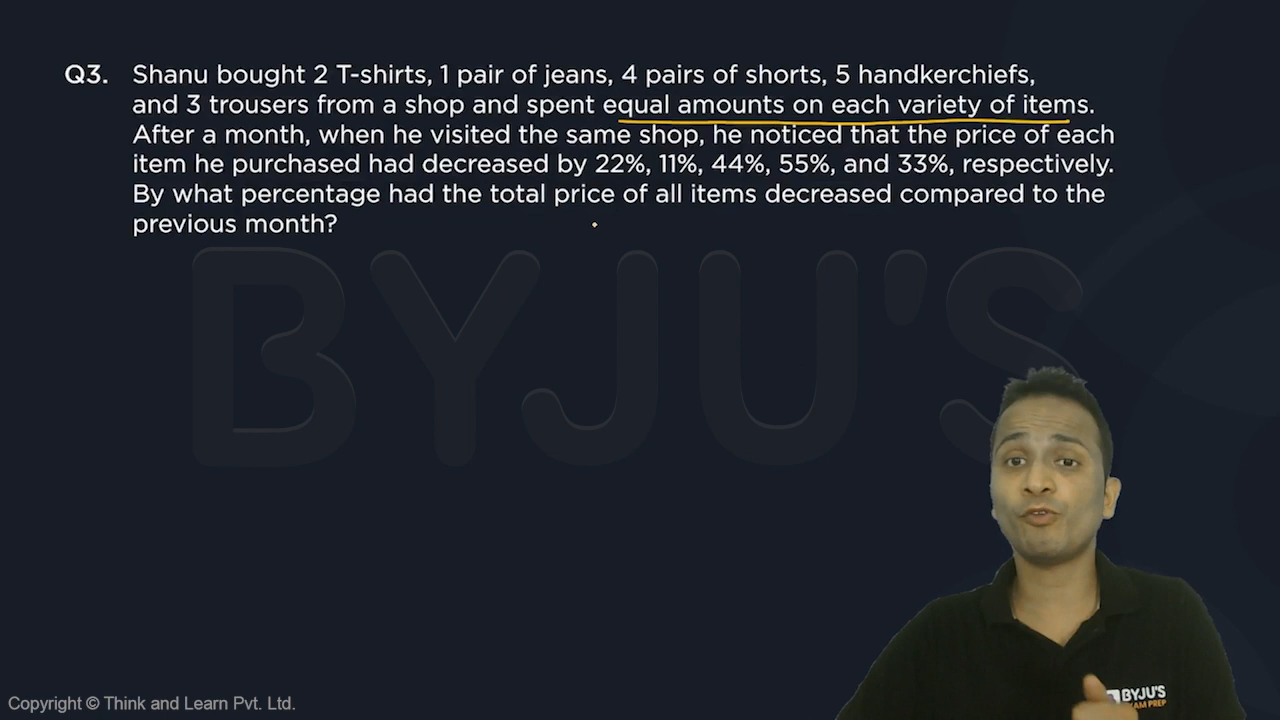 Q3. Shanu bought 2 T-shirts, 1 pair of jeans, 4 pairs of shorts, 5 handkerchiefs,
and 3 trousers from a shop and spent equal amounts on each variety of items.
After a month, when he visited the same shop, he noticed that the price of each
item he purchased had decreased by 22%, 11%, 44%, 55%, and 33%, respectively.
By what percentage had the total price of all items decreased compared to the
previous month?
BYJU'S
BYJU'S
EXAM PREP
Copyright © Think and Learn Pvt. Ltd.